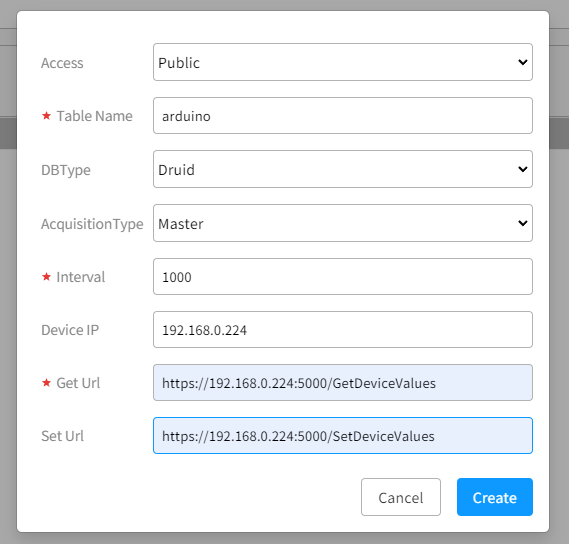 Access Public
★ Table Name arduino
DBType Druid
AcquisitionType Master
★ Interval 1000
Device IP 192.168.0.224
★ Get Url https://192.168.0.224:5000/GetDeviceValues
Set Url https://192.168.0.224:5000/SetDeviceValues
Cancel Create